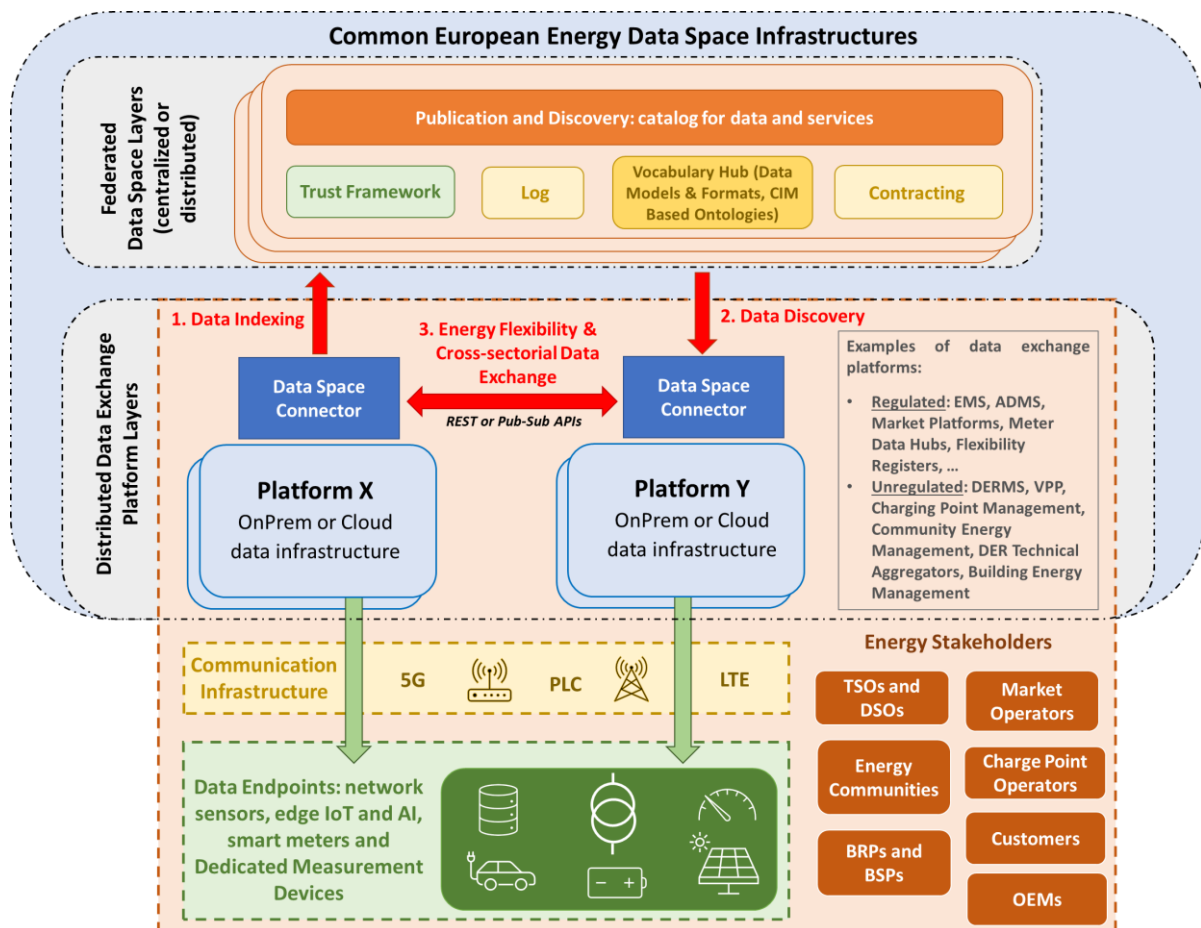 Common European Energy Data Space Infrastructures
Federated
Data Space Layers
(centralized or
distributed)
Publication and Discovery: catalog for data and services
Trust Framework
Log
Vocabulary Hub (Data
Models & Formats, CIM
Based Ontologies)
Contracting
Distributed Data Exchange
Platform Layers
1. Data Indexing
2. Data Discovery
3. Energy Flexibility &
Cross-sectorial Data
Exchange
REST or Pub-Sub APIs
Data Space
Connector
Data Space
Connector
Platform X
OnPrem or Cloud
data infrastructure
Platform Y
OnPrem or Cloud
data infrastructure
Examples of data exchange
platforms:
• Regulated: EMS, ADMS,
Market Platforms, Meter
Data Hubs, Flexibility
Registers, …
• Unregulated: DERMS, VPP,
Charging Point Management,
Community Energy
Management, DER Technical
Aggregators, Building Energy
Management
Communication
Infrastructure
5G
PLC
LTE
Data Endpoints: network
sensors, edge IoT and AI,
smart meters and
Dedicated Measurement
Devices
Energy Stakeholders
TSOs and
DSOs
Market
Operators
Energy
Communities
Charge Point
Operators
BRPs and
BSPs
Customers
OEMs